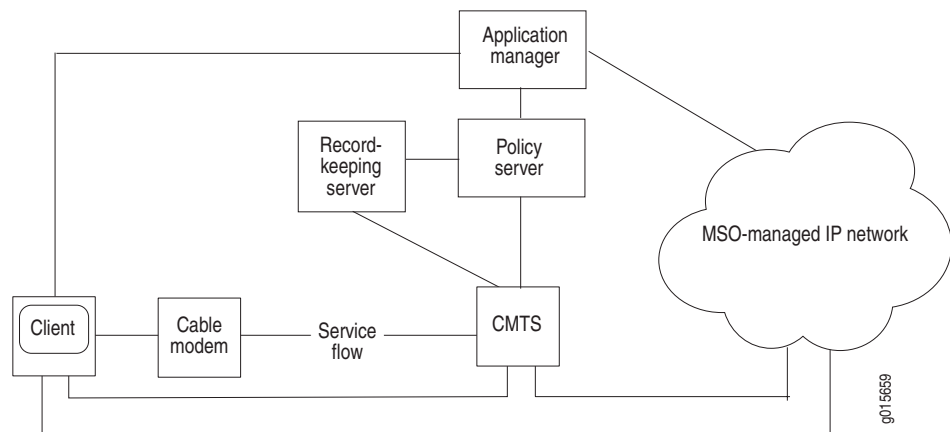 Application
manager
Record-
keeping
server
Policy
server
MSO-managed IP network
Client
Cable
modem
Service
flow
CMTS
g015659